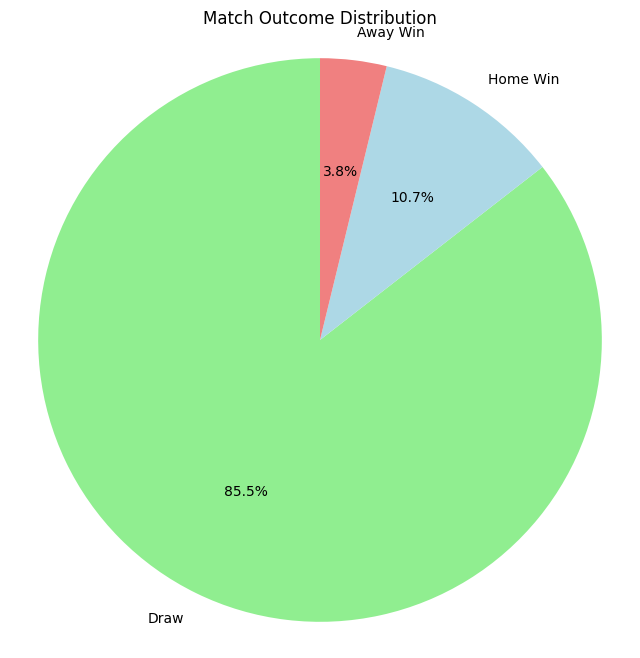 Match Outcome Distribution
Away Win
Home Win
3.8%
10.7%
85.5%
Draw